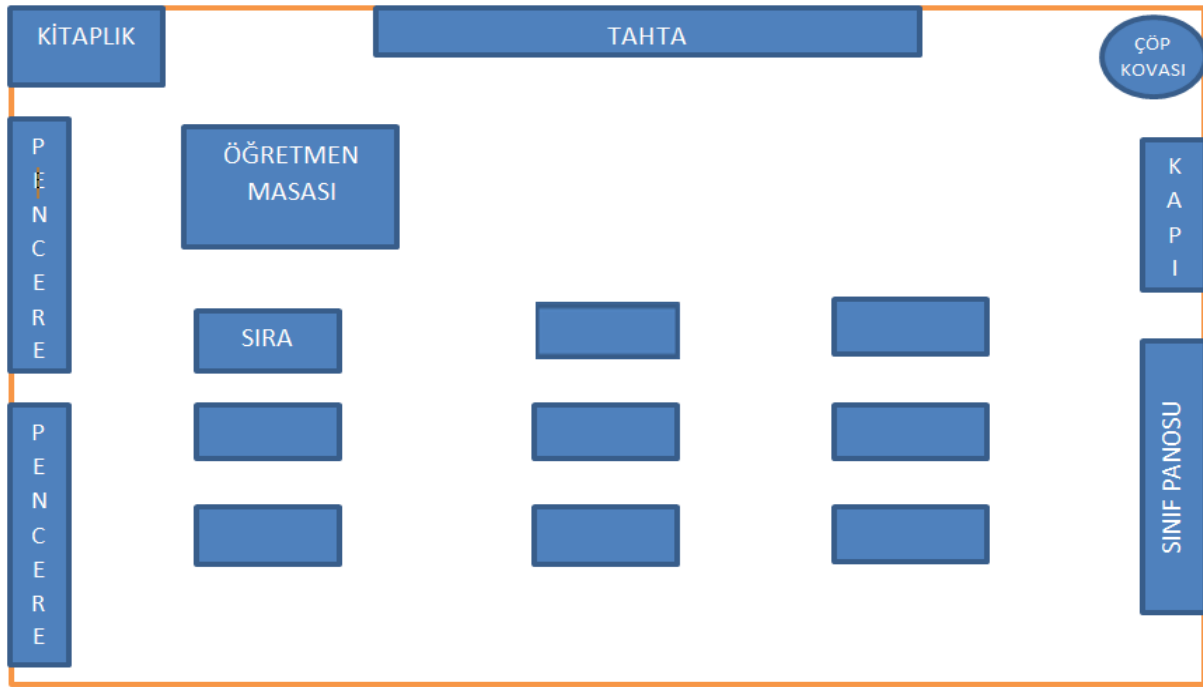 KİTAPLIK
TAHTA
ÇÖP
KOVASI
ÖĞRETMEN
MASASI
P
E
N
C
E
R
E
K
A
P
I
SIRA
P
E
N
C
E
R
E
SINIF PANOSU